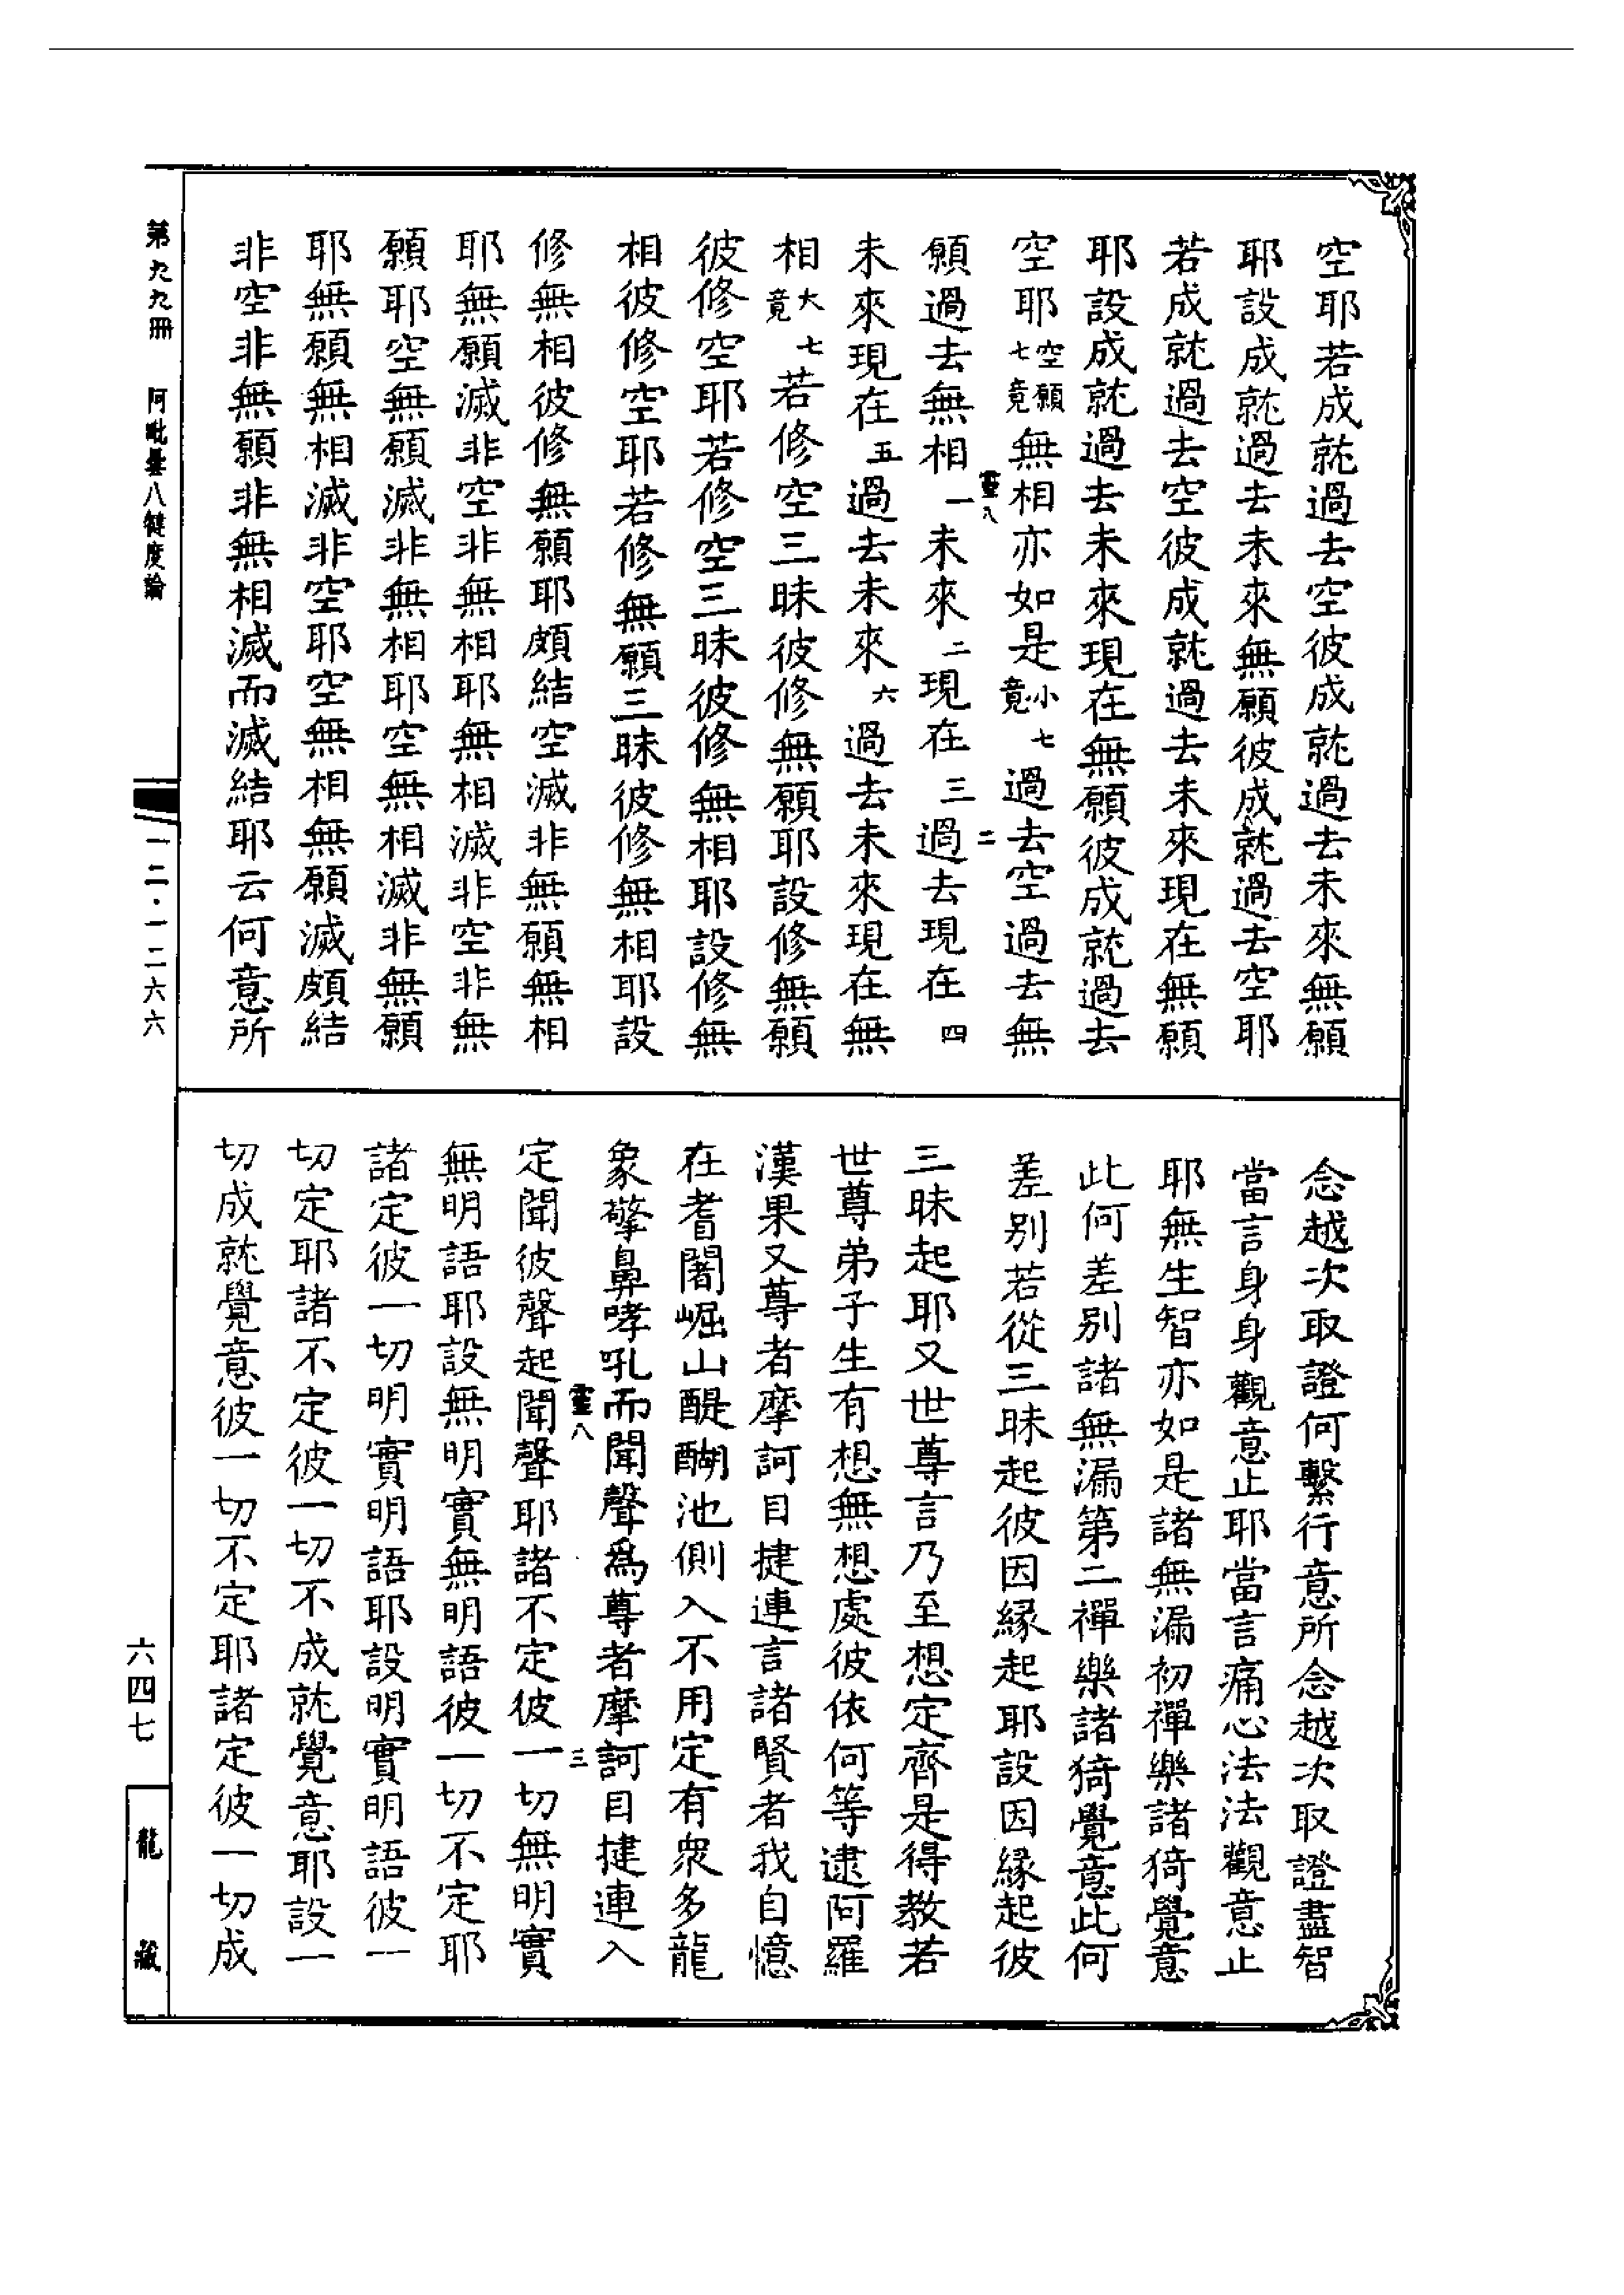 空耶若成就過去空彼成就過去未來無願
耶設成就過去未來無願彼成就過去空耶
若成就過去空彼成就過去未來現在無願
耶設成就過去未來現在無願彼成就過去
空耶空願七竟無相亦如是小竟七過去空過去無
靈八 二
願過去無相一未來二現在三過去現在四
未來現在五過去未來六過去未來現在無
相大竟七若修空三昧彼修無願耶設修無願
彼修空耶若修空三昧彼修無相耶設修無
相彼修空耶若修無願三昧彼修無相耶設
修無相彼修無願耶頗結空滅非無願無相
耶無願滅非空非無相耶無相滅非空非無
願耶空無願滅非無相耶空無相滅非無願
耶無願無相滅非空耶空無相無願滅頗結
非空非無願非無相滅而滅結耶云何意所
念越次取證何繫行意所念越次取證盡智
當言身身觀意止耶當言痛心法法觀意止
耶無生智亦如是諸無漏初禪樂諸猗覺意
此何差別諸無漏第二禪樂諸猗覺意此何
差別若從三昧起彼因緣起耶設因緣起彼
三昧起耶又世尊言乃至想定齊是得教若
世尊弟子生有想無想處彼依何等逮阿羅
漢果又尊者摩訶目揵連言諸賢者我自憶
在耆闍崛山醍醐池側入不用定有衆多龍
象擎鼻哮吼而聞聲爲尊者摩訶目揵連入
靈八 三
定聞彼聲起聞聲耶諸不定彼一切無明實
無明語耶設無明實無明語彼一切不定耶
諸定彼一切明實明語耶設明實明語彼一
切定耶諸不定彼一切不成就覺意耶設一
切成就覺意彼一切不定耶諸定彼一切成
第九九冊 阿毗曇八犍度論
一二·一二六六
六四七
龍藏